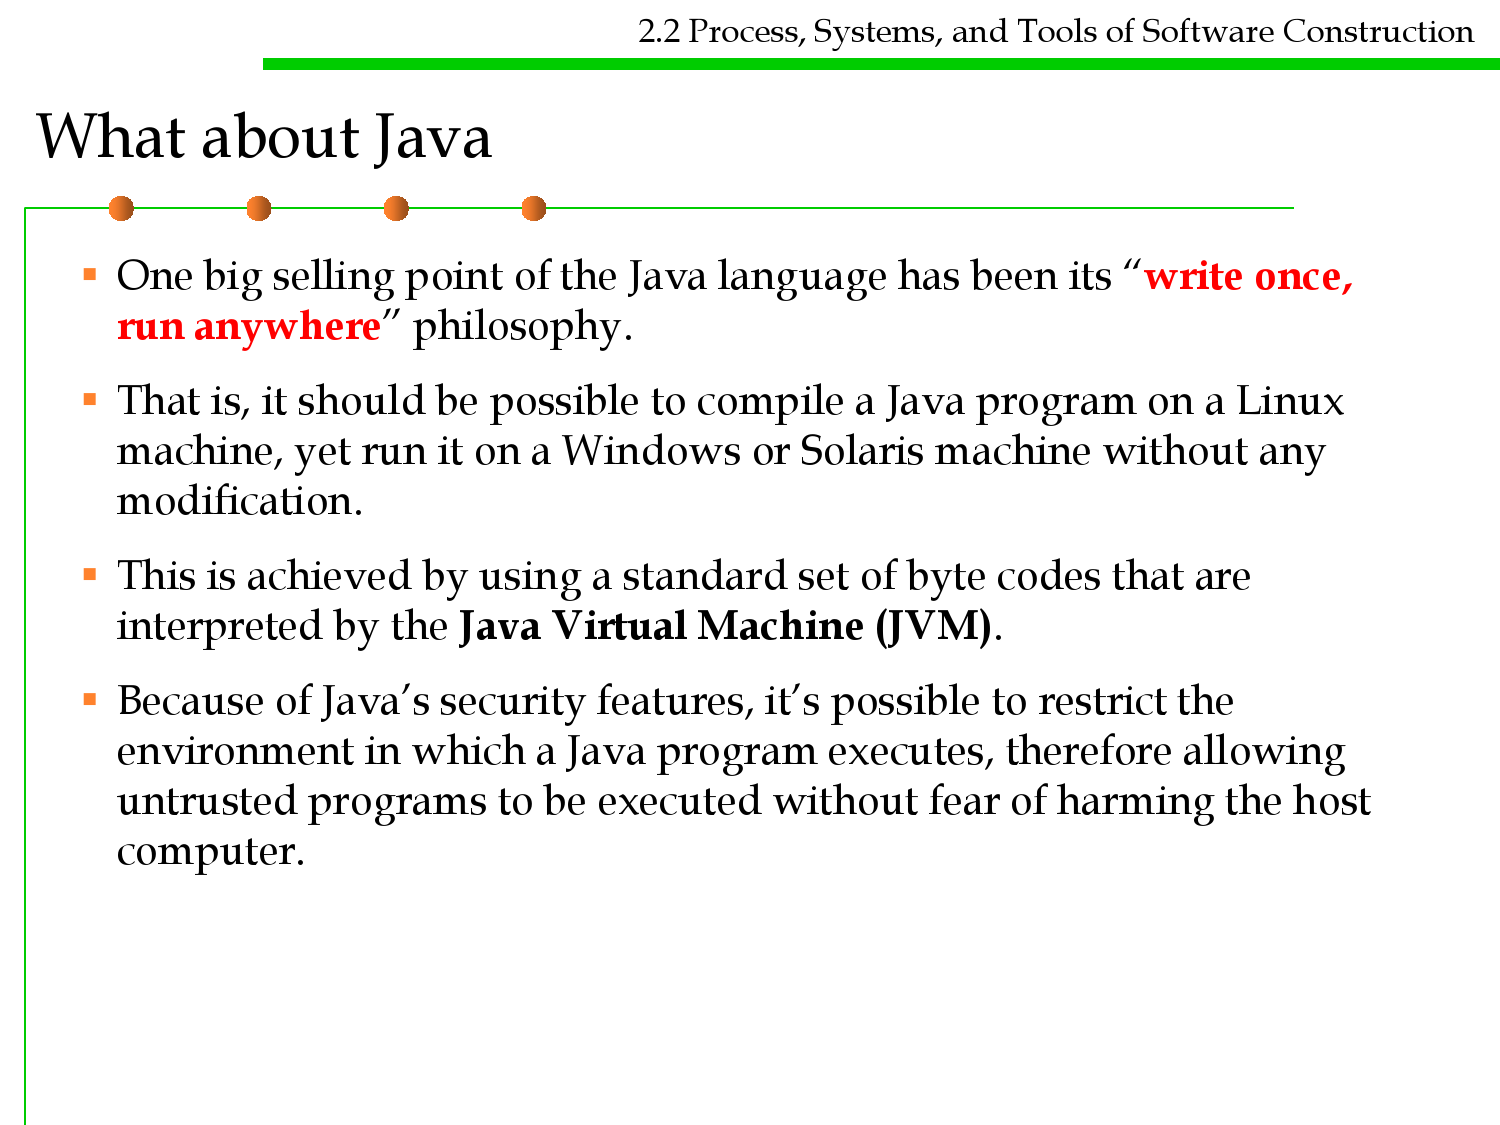 2.2 Process, Systems, and Tools of Software Construction
What about Java
▪ One big selling point of the Java language has been its “write once,
run anywhere” philosophy.
▪ That is, it should be possible to compile a Java program on a Linux
machine, yet run it on a Windows or Solaris machine without any
modification.
▪ This is achieved by using a standard set of byte codes that are
interpreted by the Java Virtual Machine (JVM).
▪ Because of Java’s security features, it’s possible to restrict the
environment in which a Java program executes, therefore allowing
untrusted programs to be executed without fear of harming the host
computer.